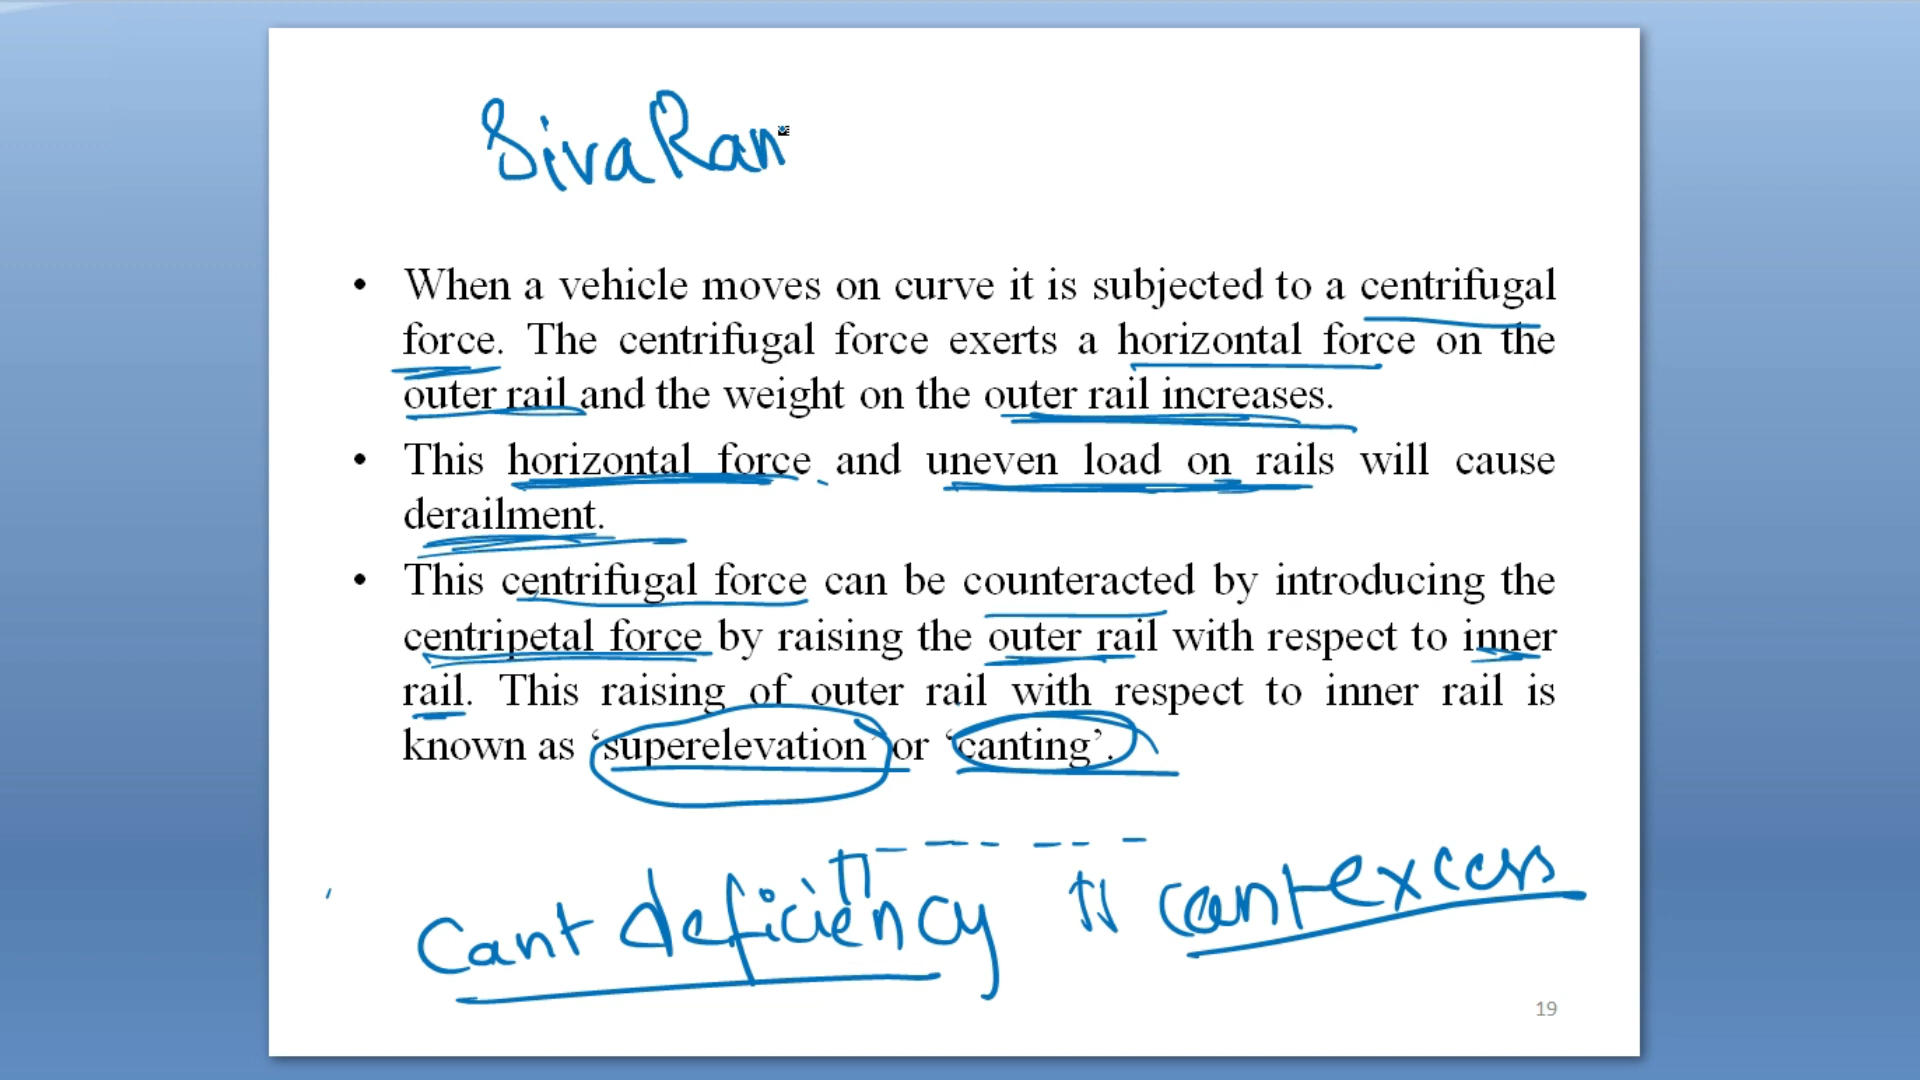 Siva Ran
• When a vehicle moves on curve it is subjected to a centrifugal
force. The centrifugal force exerts a horizontal force on the
outer rail and the weight on the outer rail increases.
• This horizontal force and uneven load on rails will cause
derailment.
• This centrifugal force can be counteracted by introducing the
centripetal force by raising the outer rail with respect to inner
rail. This raising of outer rail with respect to inner rail is
known as ‘superelevation’ or ‘canting’.
Cant deficiency cant excess
19